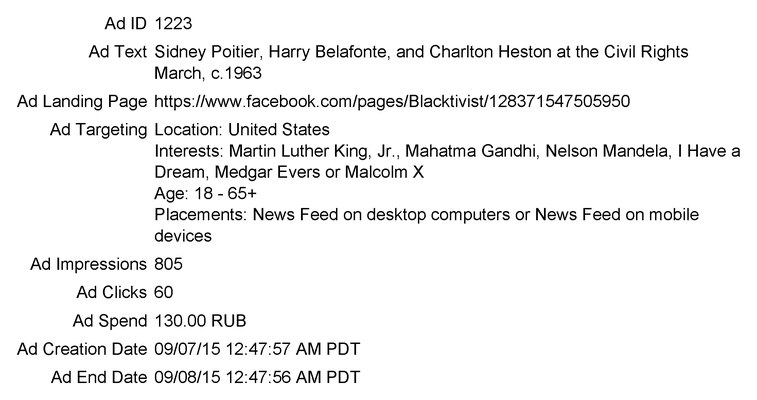 Ad ID 1223
Ad Text Sidney Poitier, Harry Belafonte, and Charlton Heston at the Civil Rights
March, c.1963
Ad Landing Page https://www.facebook.com/pages/Blacktivist/128371547505950
Ad Targeting Location: United States
Interests: Martin Luther King, Jr., Mahatma Gandhi, Nelson Mandela, I Have a
Dream, Medgar Evers or Malcolm X
Age: 18 - 65+
Placements: News Feed on desktop computers or News Feed on mobile
devices
Ad Impressions 805
Ad Clicks 60
Ad Spend 130.00 RUB
Ad Creation Date 09/07/15 12:47:57 AM PDT
Ad End Date 09/08/15 12:47:56 AM PDT